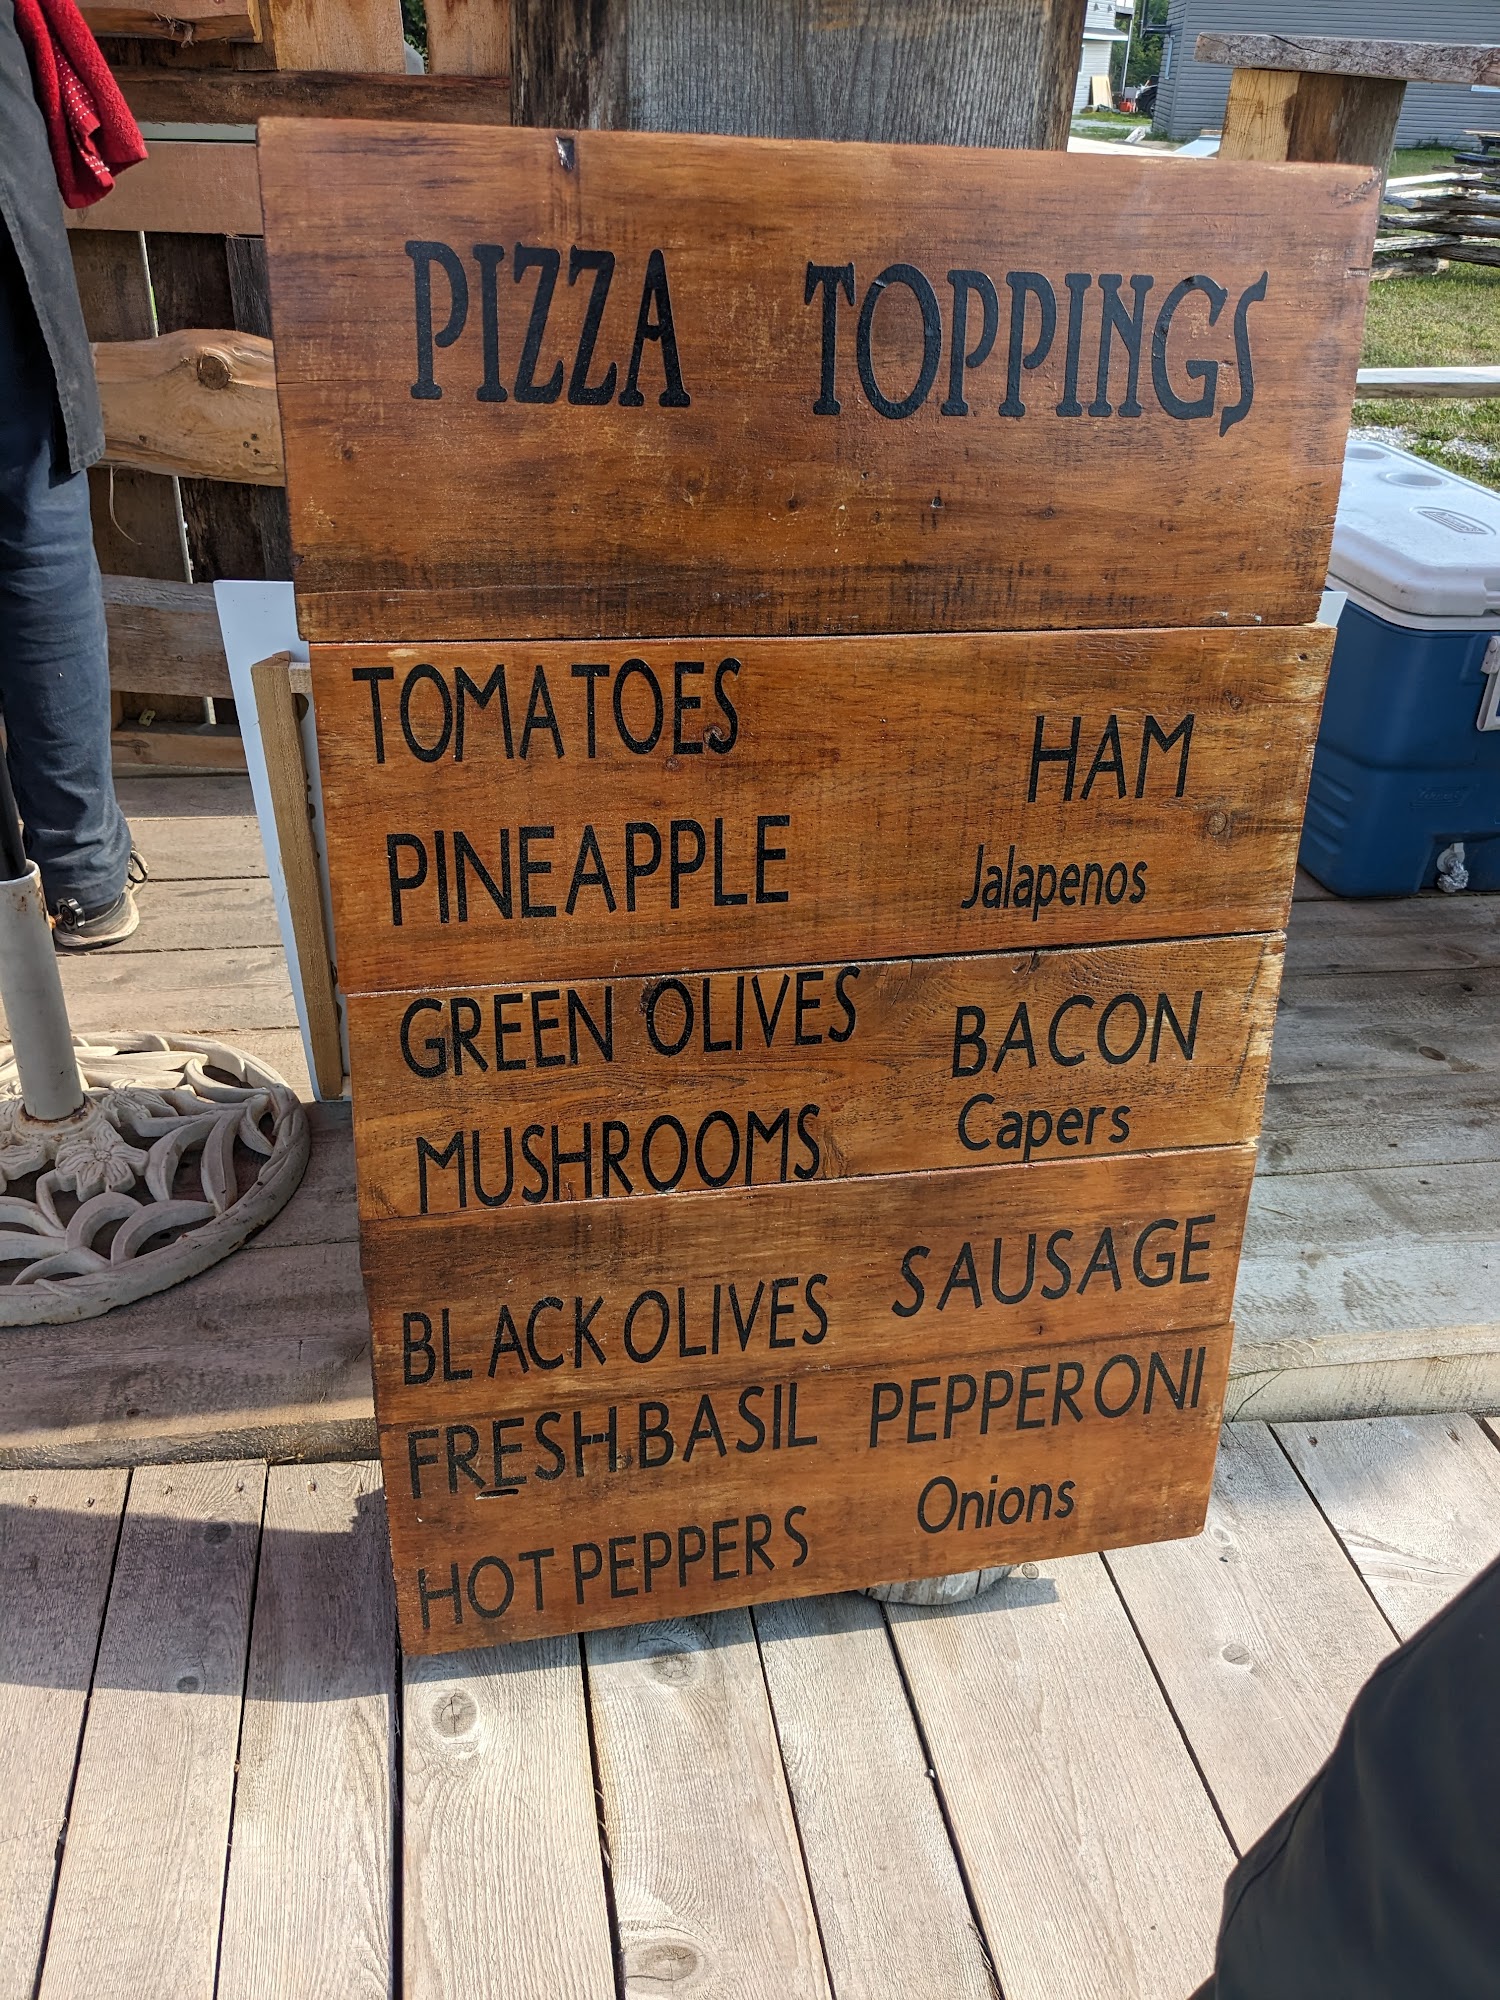 PIZZA TOPPINGS
TOMATOES
PINEAPPLE
GREEN OLIVES
MUSHROOMS
BLACK OLIVES
FRESH BASIL
HOT PEPPERS
HAM
Jalapenos
BACON
Capers
SAUSAGE
PEPPERONI
Onions